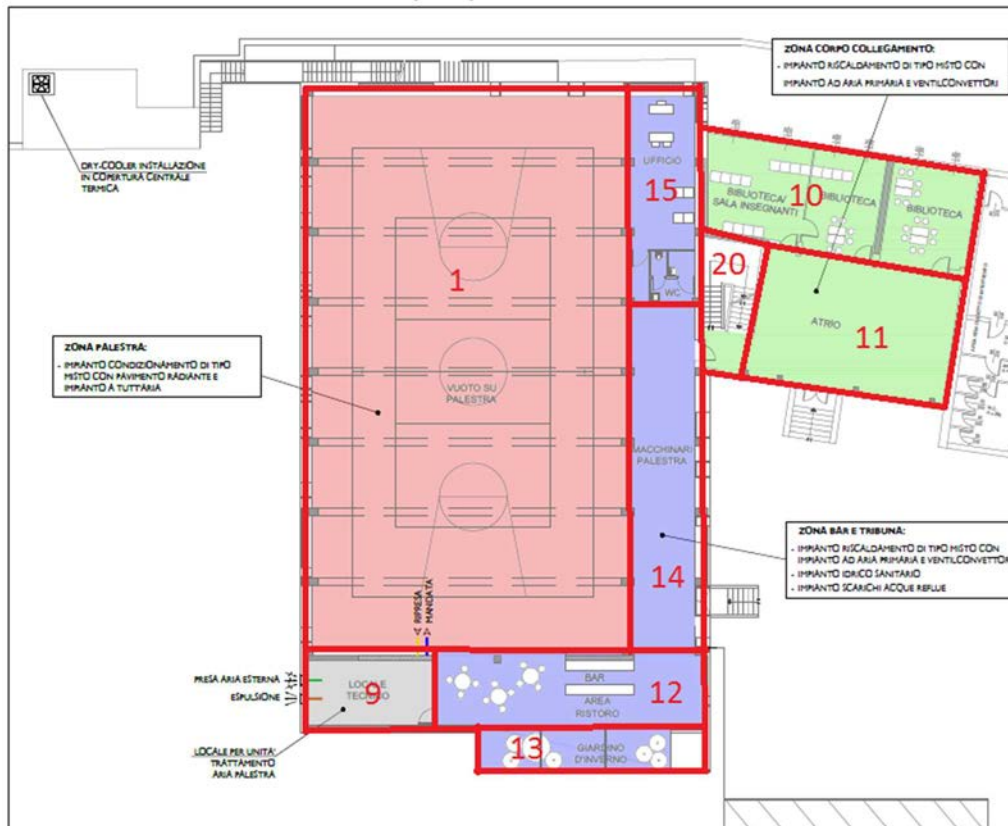 ZONA CORPO COLLEGAMENTO:
- IMPIANTO RISCALDAMENTO DI TIPO MISTO CON
IMPIANTO AD ARIA PRIMARIA E VENTILCONVETTORI
DRY-COOLER INSTALLAZIONE
IN COPERTURA CENTRALE
TERMICA
UFFICIO
15
WC
10
BIBLIOTECA/
SALA INSEGNANTI
BIBLIOTECA
BIBLIOTECA
20
1
ATRIO
11
ZONA PALESTRA:
- IMPIANTO CONDIZIONAMENTO DI TIPO
MISTO CON PAVIMENTO RADIANTE E
IMPIANTO A TUTT'ARIA
VUOTO SU
PALESTRA
MACCHINARI
PALESTRA
14
ZONA BAR E TRIBUNA:
- IMPIANTO RISCALDAMENTO DI TIPO MISTO CON
IMPIANTO AD ARIA PRIMARIA E VENTILCONVETTORI
- IMPIANTO IDRICO SANITARIO
- IMPIANTO SCARICHI ACQUE REFLUE
RIPRESA
MANDATA
PRESA ARIA ESTERNA
ESPULSIONE
LOCALE
TECNICO
9
BAR
AREA
RISTORO
12
13
GIARDINO
D'INVERNO
LOCALE PER UNITA'
TRATTAMENTO
ARIA PALESTRA